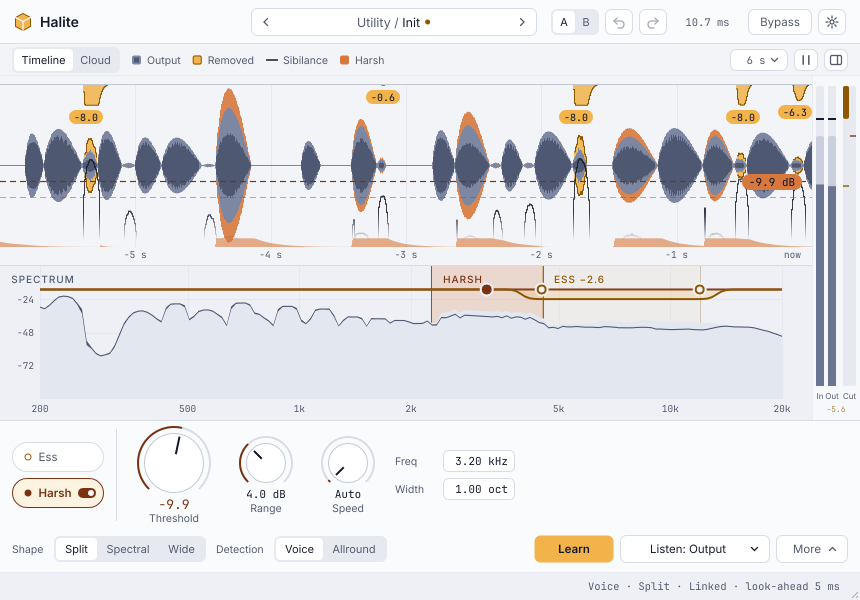 Halite
Utility / Init
A B
10.7 ms
Bypass
Timeline Cloud
Output Removed Sibilance Harsh
6 s
-0.6
-8.0 -8.0 -8.0 -6.3
-9.9 dB
-5 s -4 s -3 s -2 s -1 s now
SPECTRUM HARSH ESS −2.6
-24
-48
-72
In Out Cut
-5.6
200 500 1k 2k 5k 10k 20k
Ess
Harsh
-9.9
Threshold
4.0 dB
Range
Auto
Speed
Freq 3.20 kHz
Width 1.00 oct
Shape Split Spectral Wide Detection Voice Allround
Learn
Listen: Output
More
Voice · Split · Linked · look-ahead 5 ms